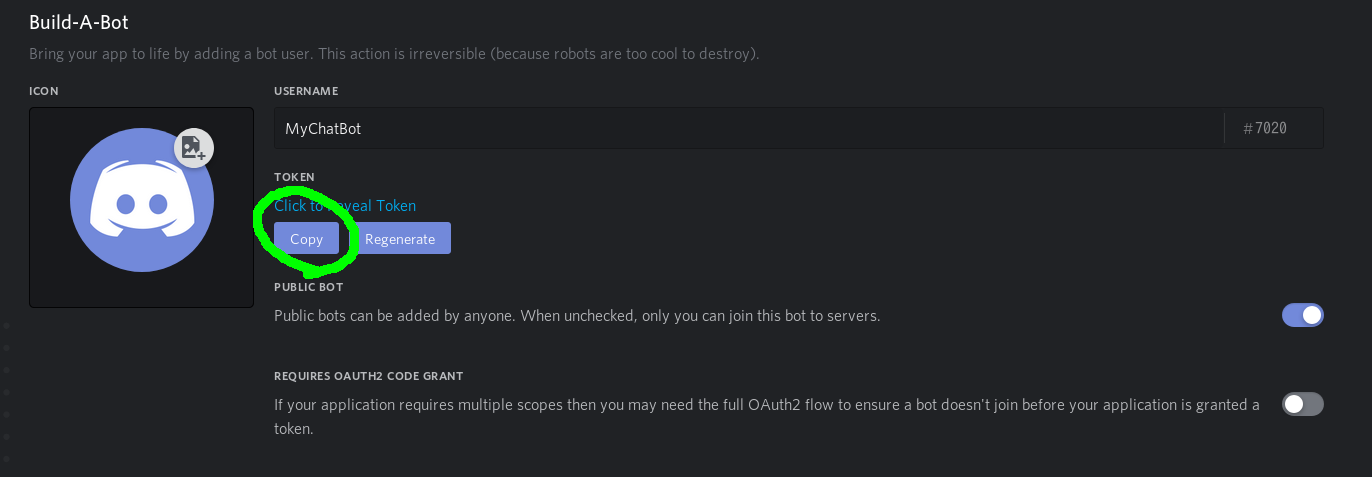 Build-A-Bot
Bring your app to life by adding a bot user. This action is irreversible (because robots are too cool to destroy).
ICON
USERNAME
MyChatBot
#7020
TOKEN
Click to Reveal Token
Copy
Regenerate
PUBLIC BOT
Public bots can be added by anyone. When unchecked, only you can join this bot to servers.
REQUIRES OAUTH2 CODE GRANT
If your application requires multiple scopes then you may need the full OAuth2 flow to ensure a bot doesn't join before your application is granted a
token.